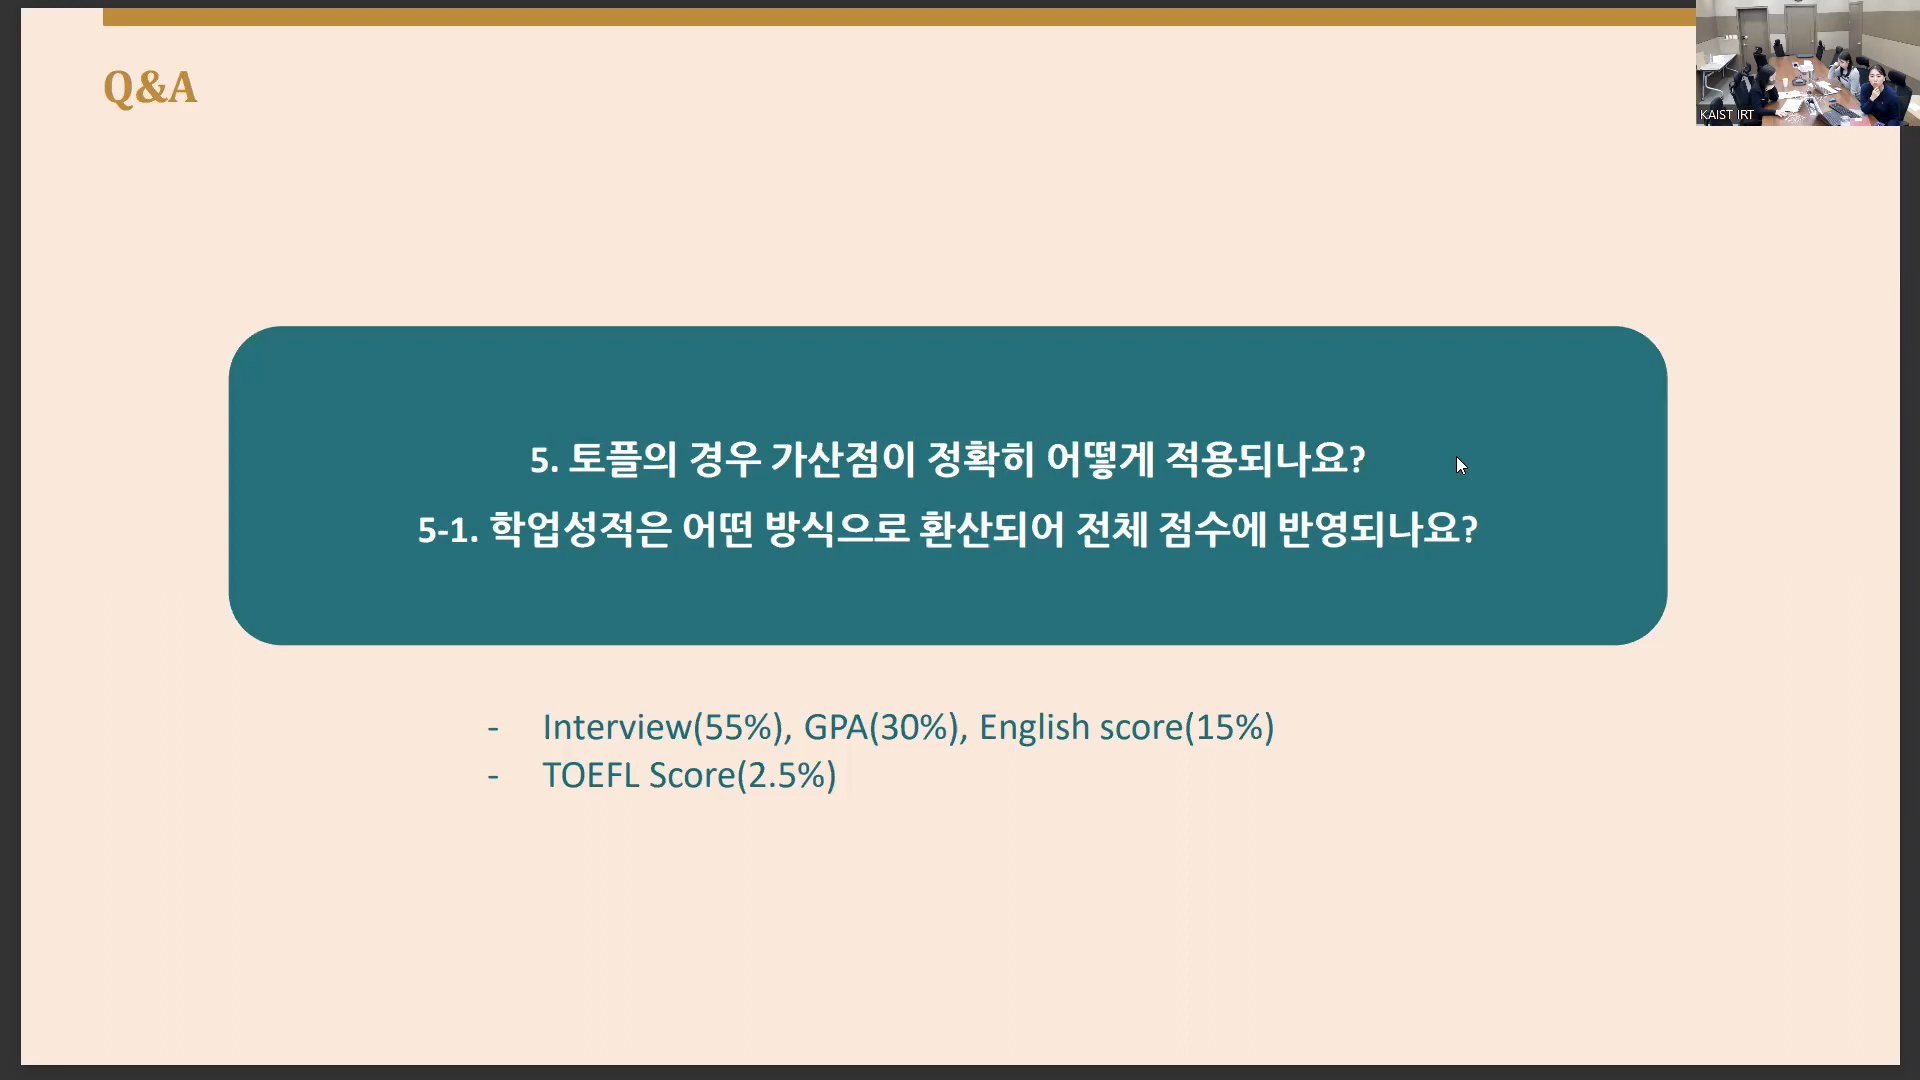 Q&A
KAIST IRT
5. 토플의 경우 가산점이 정확히 어떻게 적용되나요?
5-1. 학업성적은 어떤 방식으로 환산되어 전체 점수에 반영되나요?
- Interview(55%), GPA(30%), English score(15%)
- TOEFL Score(2.5%)